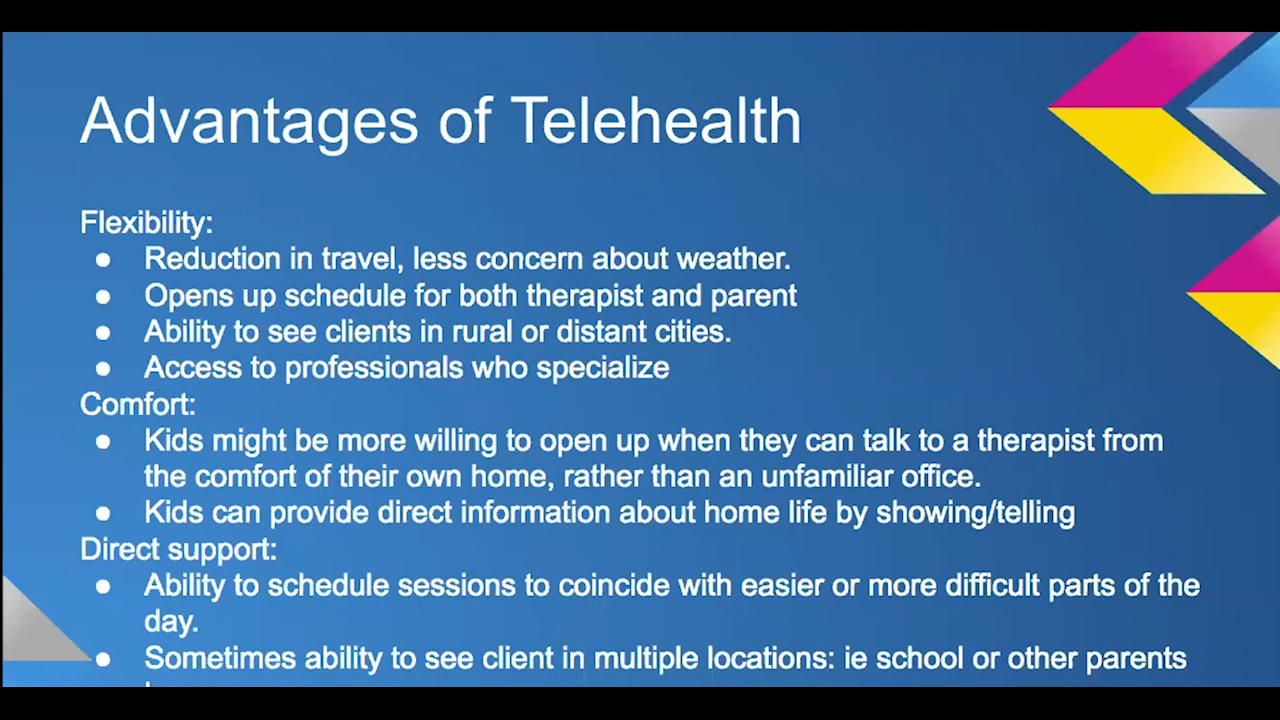 Advantages of Telehealth
Flexibility:
● Reduction in travel, less concern about weather.
● Opens up schedule for both therapist and parent
● Ability to see clients in rural or distant cities.
● Access to professionals who specialize
Comfort:
● Kids might be more willing to open up when they can talk to a therapist from
the comfort of their own home, rather than an unfamiliar office.
● Kids can provide direct information about home life by showing/telling
Direct support:
● Ability to schedule sessions to coincide with easier or more difficult parts of the
day.
● Sometimes ability to see client in multiple locations: ie school or other parents